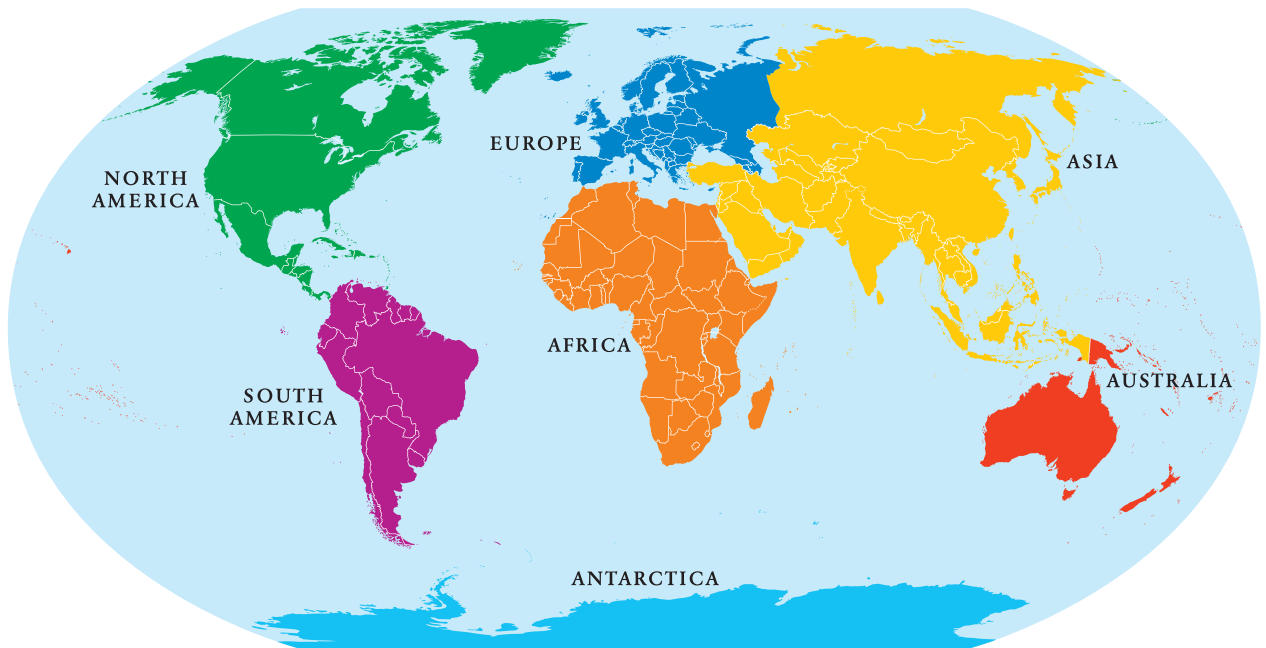 EUROPE
ASIA
NORTH
AMERICA
AFRICA
AUSTRALIA
SOUTH
AMERICA
ANTARCTICA